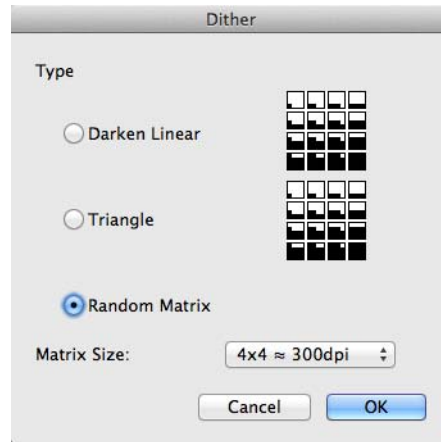 Dither
Type
Darken Linear
Triangle
Random Matrix
Matrix Size: 4x4 ≈ 300dpi
Cancel OK